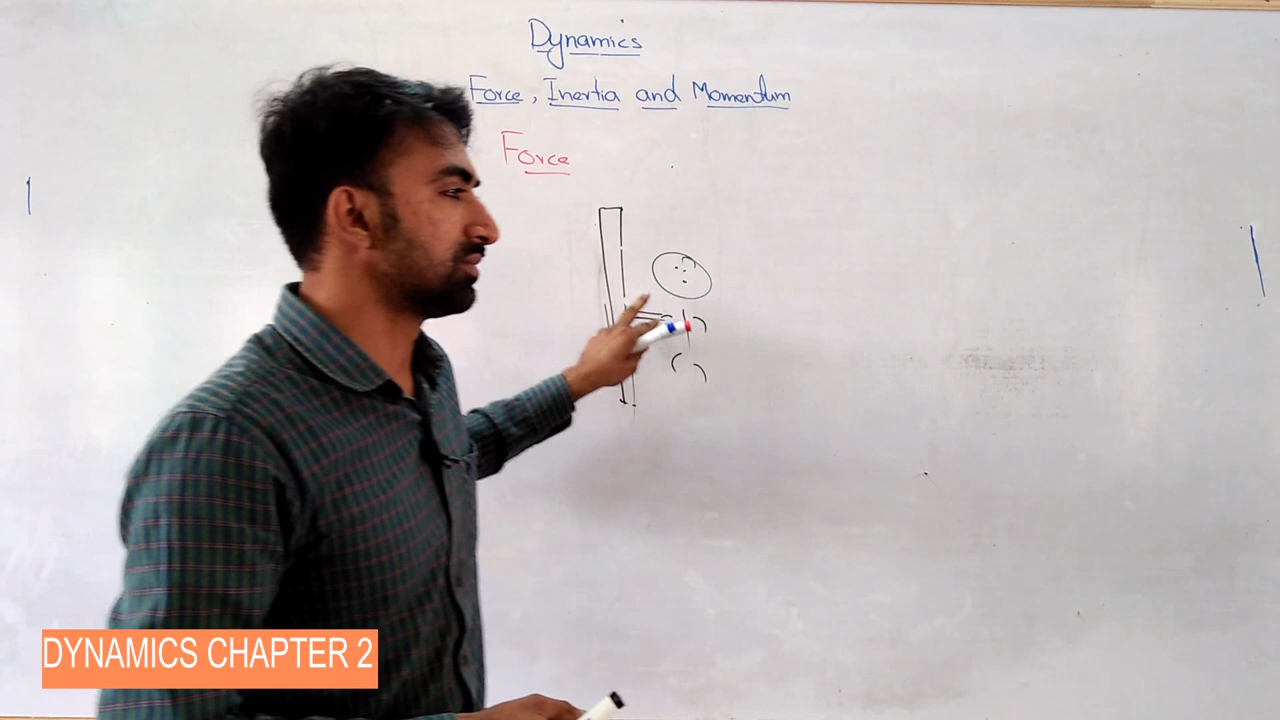 Dynamics
Force, Inertia and Momentum
Force
DYNAMICS CHAPTER 2